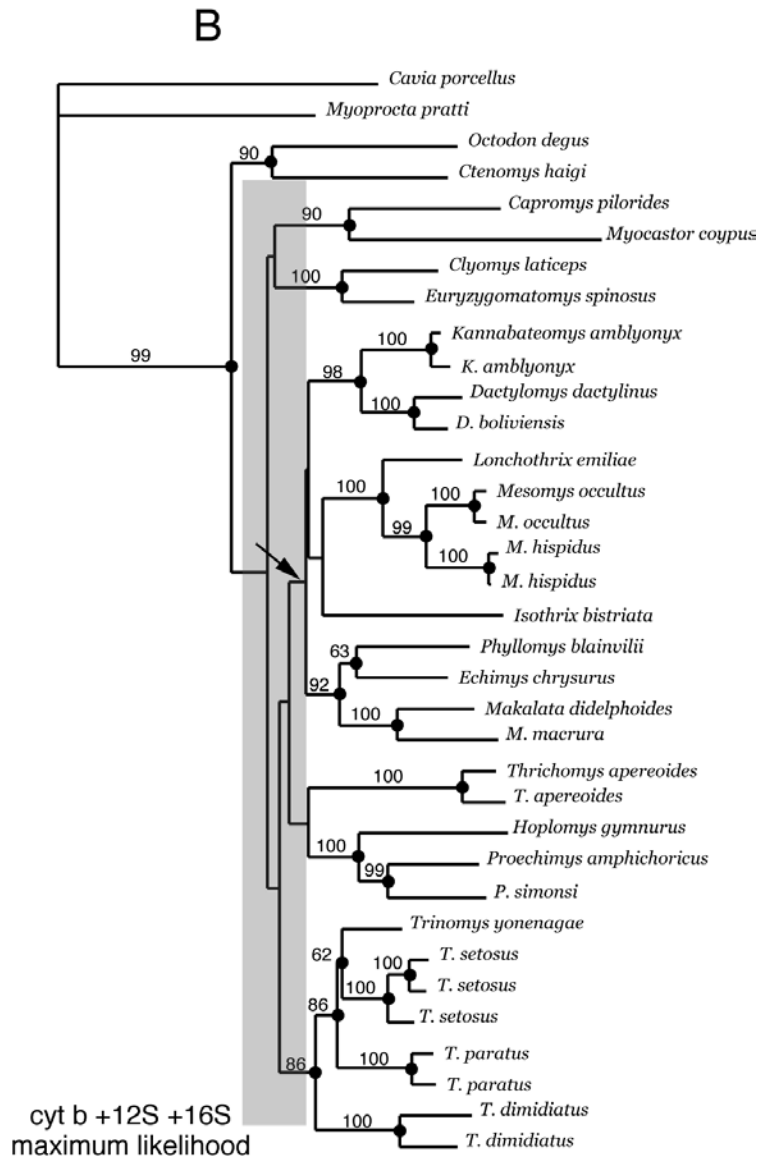 B
Cavia porcellus
Myoprocta pratti
Octodon degus
90
Ctenomys haigi
Capromys pilorides
90
Myocastor coypus
Clyomys laticeps
100
Euryzygomatomys spinosus
Kannabateomys amblyonyx
100
K. amblyonyx
99
98
Dactylomys dactylinus
100
D. boliviensis
Lonchothrix emiliae
100
Mesomys occultus
100
M. occultus
99
M. hispidus
100
M. hispidus
Isothrix bistriata
Phyllomys blainvilii
63
Echimys chrysurus
92
Makalata didelphoides
100
M. macrura
Thrichomys apereoides
100
T. apereoides
Hoplomys gymnurus
100
Proechimys amphichoricus
99
P. simonsi
Trinomys yonenagae
62
T. setosus
100
T. setosus
100
T. setosus
86
T. paratus
100
T. paratus
86
T. dimidiatus
100
T. dimidiatus
cyt b +12S +16S
maximum likelihood